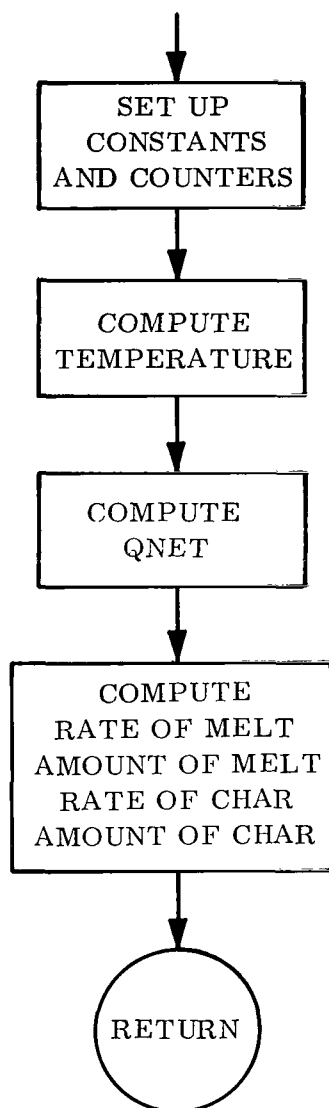 SET UP
CONSTANTS
AND COUNTERS
COMPUTE
TEMPERATURE
COMPUTE
QNET
COMPUTE
RATE OF MELT
AMOUNT OF MELT
RATE OF CHAR
AMOUNT OF CHAR
RETURN